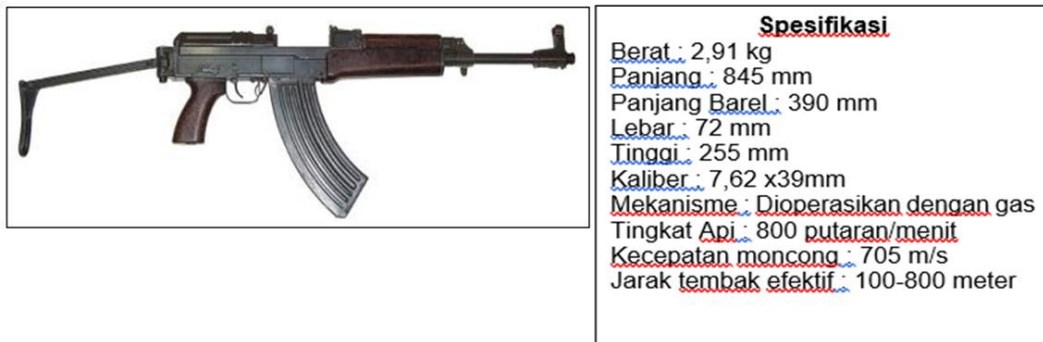 Spesifikasi
Berat : 2,91 kg
Panjang : 845 mm
Panjang Barel : 390 mm
Lebar : 72 mm
Tinggi : 255 mm
Kaliber : 7,62 x39mm
Mekanisme : Dioperasikan dengan gas
Tingkat Api : 800 putaran/menit
Kecepatan moncong : 705 m/s
Jarak tembak efektif : 100-800 meter